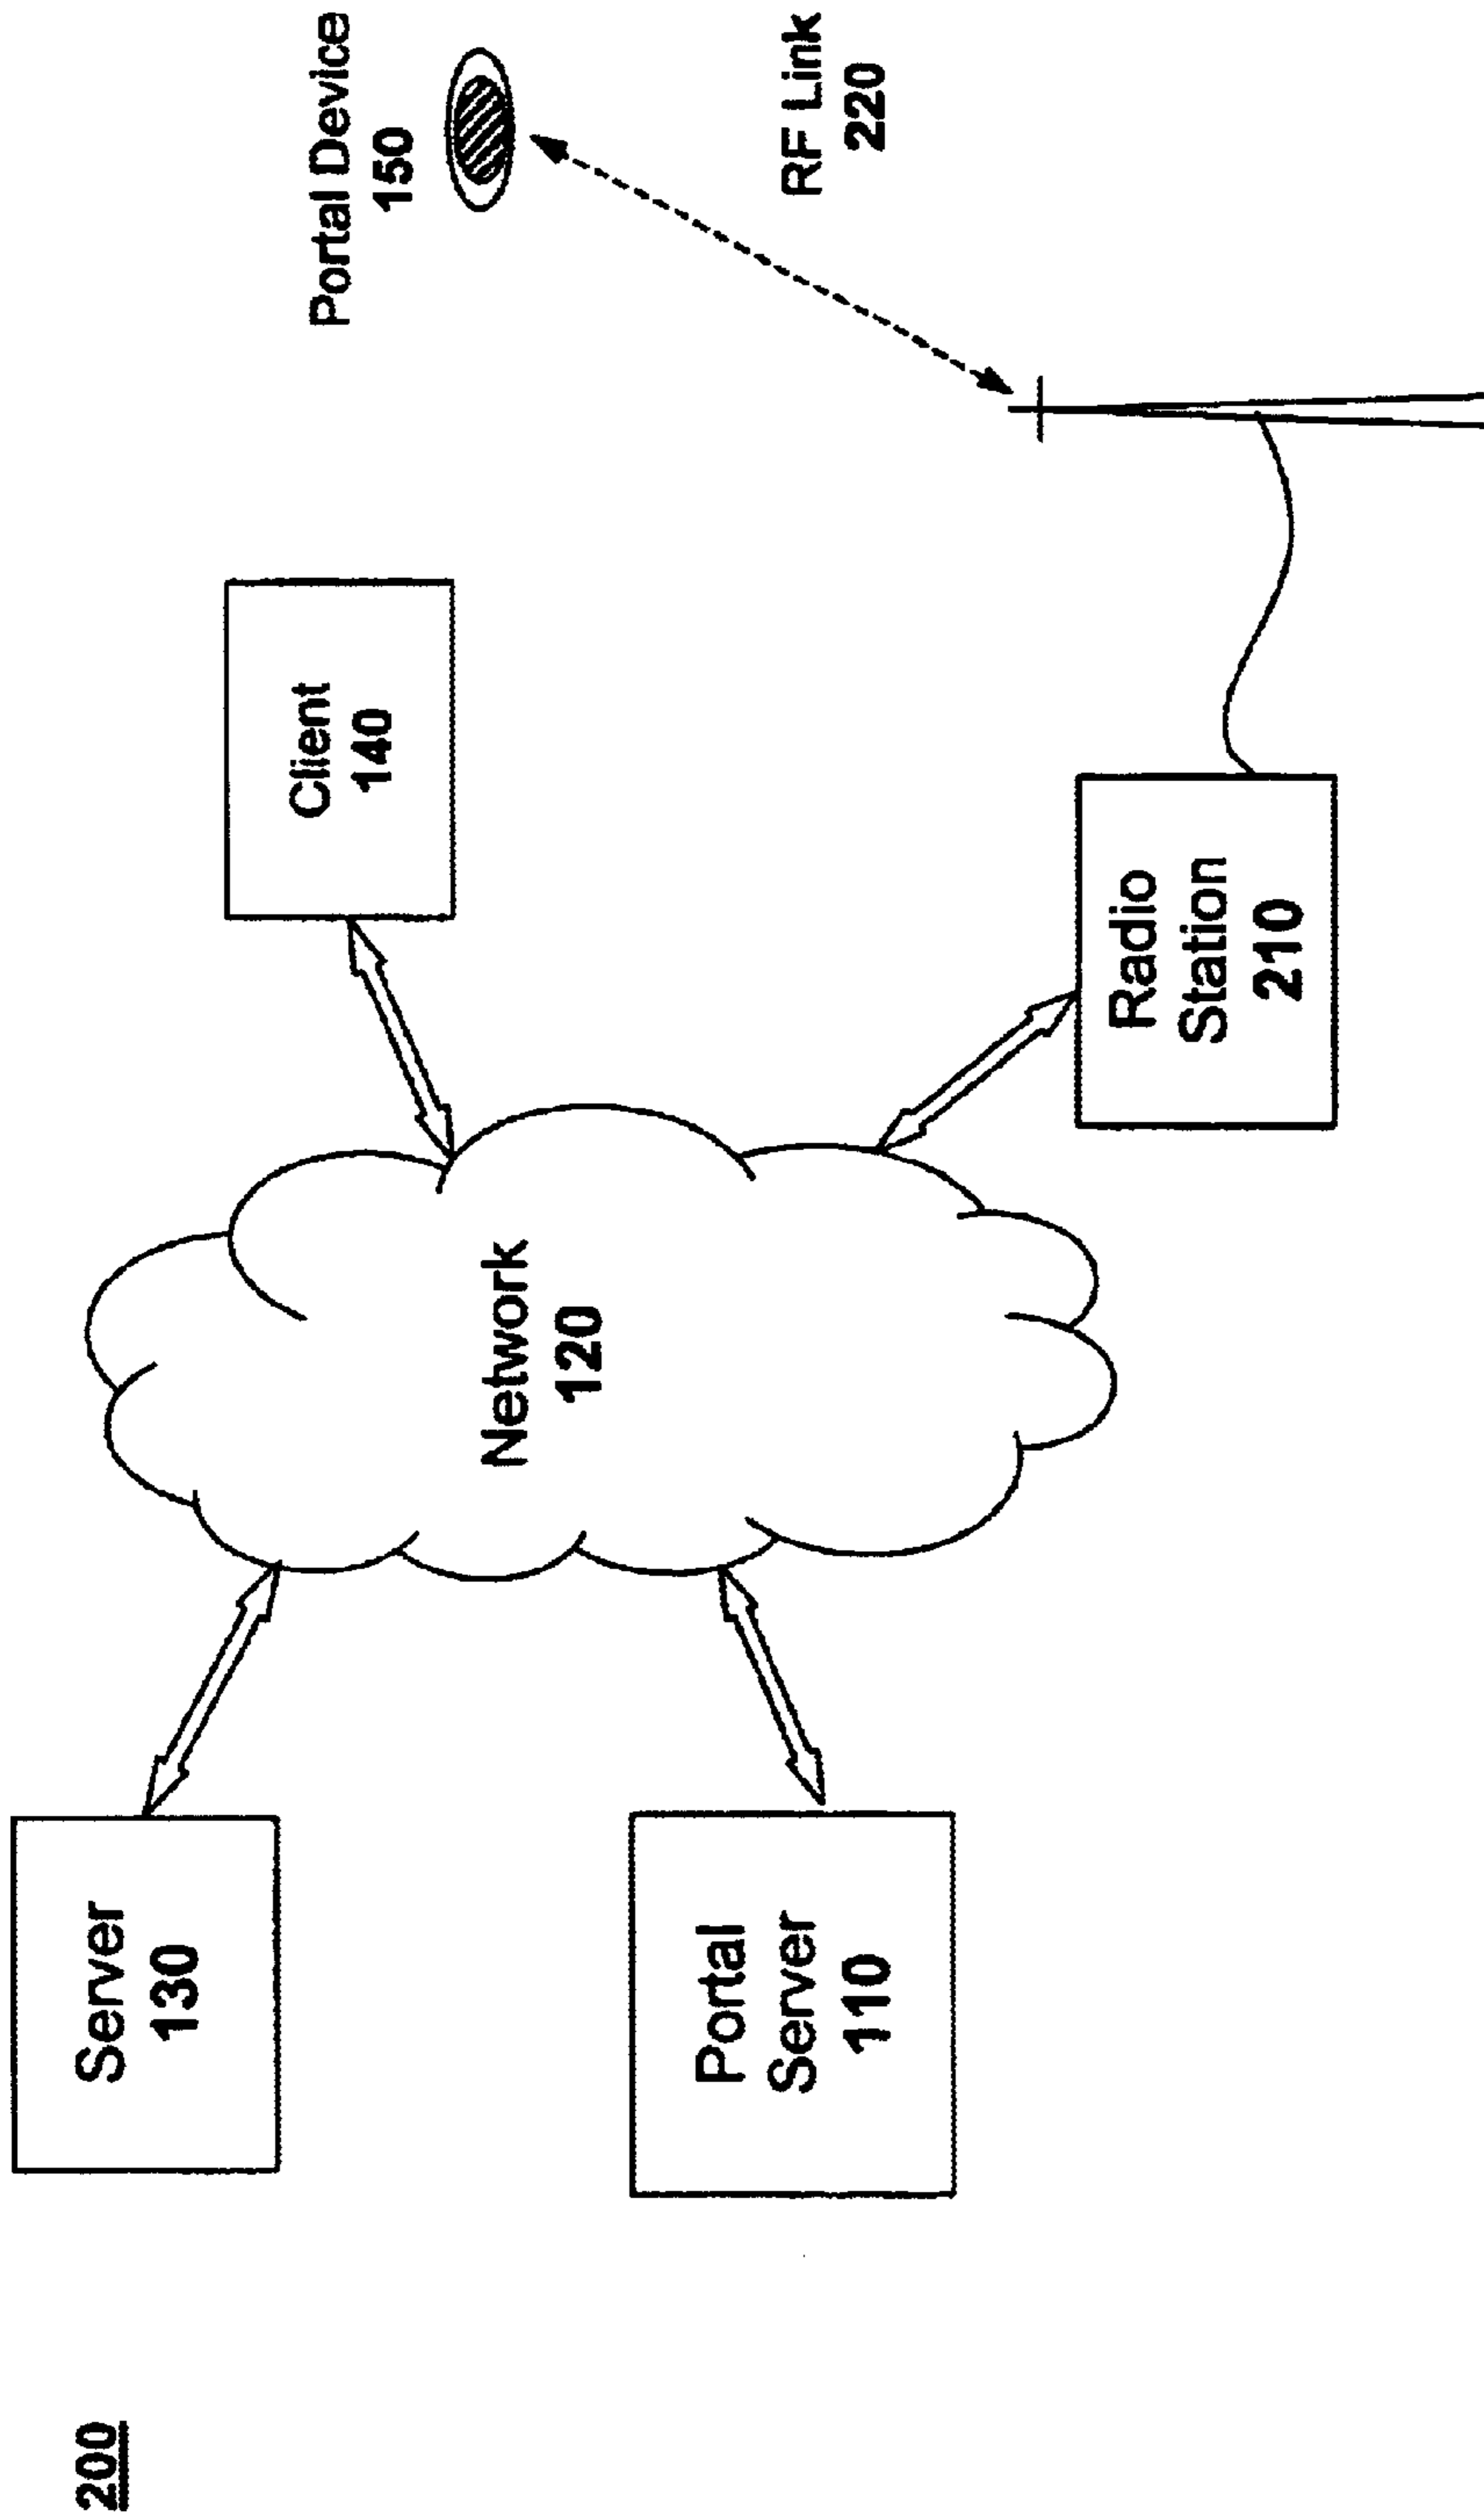 200
Server
130
Portal
Server
110
Network
120
Client
140
Radio
Station
210
Portal Device
150
RF Link
220